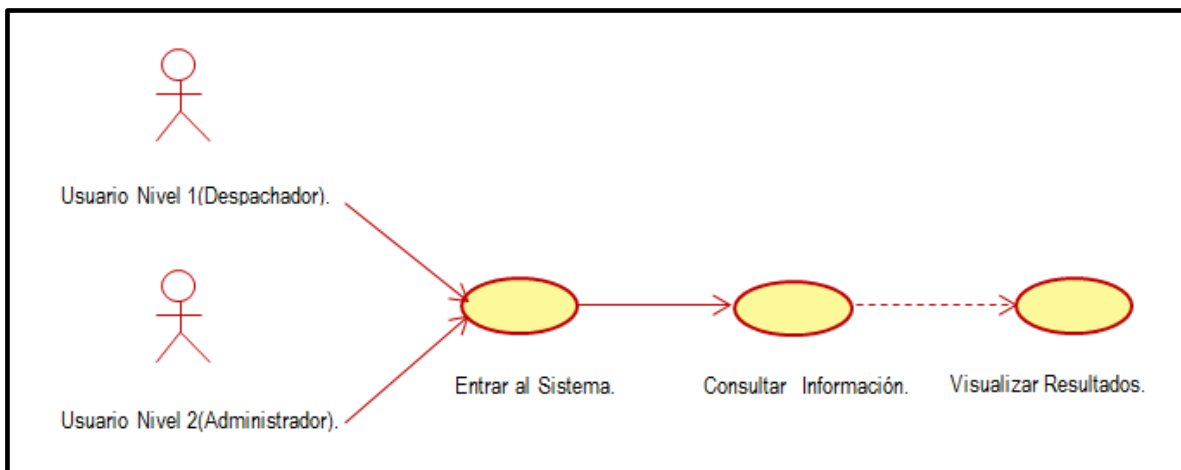 Usuario Nivel 1(Despachador).
Usuario Nivel 2(Administrador).
Entrar al Sistema.
Consultar Información.
Visualizar Resultados.